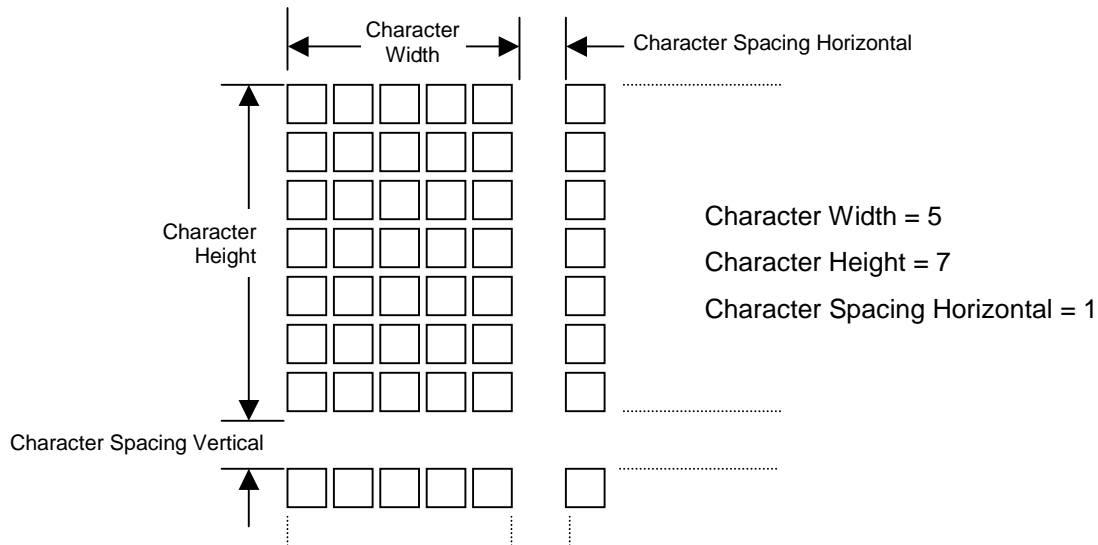 Character
Width
Character Spacing Horizontal
Character
Height
Character Width = 5
Character Height = 7
Character Spacing Horizontal = 1
Character Spacing Vertical